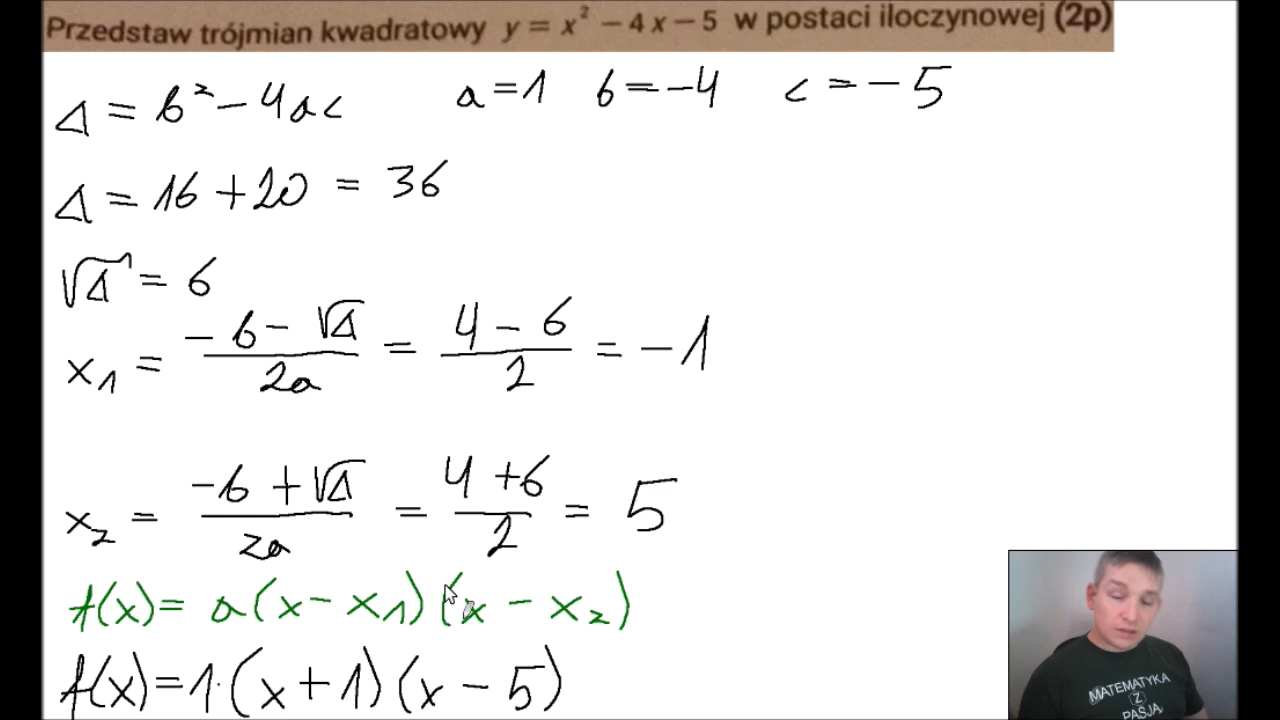 Przedstaw trójmian kwadratowy y = x² − 4x − 5 w postaci iloczynowej (2p)
Δ = b² − 4ac a = 1 b = −4 c = −5
Δ = 16 + 20 = 36
√Δ = 6
x₁ = (−b − √Δ)/(2a) = (4 − 6)/2 = −1
x₂ = (−b + √Δ)/(2a) = (4 + 6)/2 = 5
f(x) = a(x − x₁)(x − x₂)
f(x) = 1·(x + 1)(x − 5)
MATEMATYKA
Z
PASJĄ